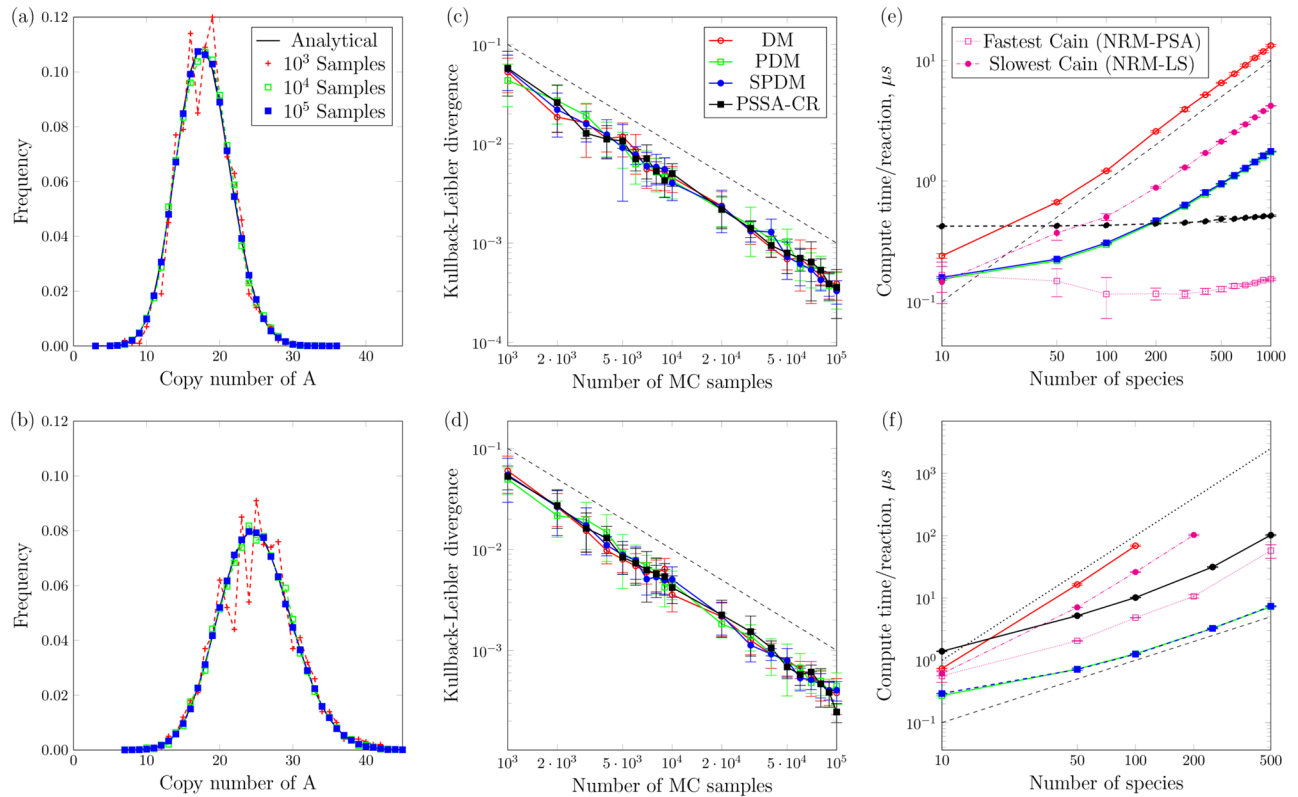 (a)
0.12
0.10
0.08
0.06
0.04
0.02
0.00
Frequency
0
10
20
30
40
Copy number of A
Analytical
10³ Samples
10⁴ Samples
10⁵ Samples
(c)
10⁻¹
10⁻²
10⁻³
10⁻⁴
Kullback-Leibler divergence
10³
2 · 10³
5 · 10³
10⁴
2 · 10⁴
5 · 10⁴
10⁵
Number of MC samples
DM
PDM
SPDM
PSSA-CR
(e)
10¹
10⁰
10⁻¹
Compute time/reaction, μs
10
50
100
200
500
1000
Number of species
Fastest Cain (NRM-PSA)
Slowest Cain (NRM-LS)
(b)
0.12
0.10
0.08
0.06
0.04
0.02
0.00
Frequency
0
10
20
30
40
Copy number of A
(d)
10⁻¹
10⁻²
10⁻³
Kullback-Leibler divergence
10³
2 · 10³
5 · 10³
10⁴
2 · 10⁴
5 · 10⁴
10⁵
Number of MC samples
(f)
10³
10²
10¹
10⁰
10⁻¹
Compute time/reaction, μs
10
50
100
200
500
Number of species